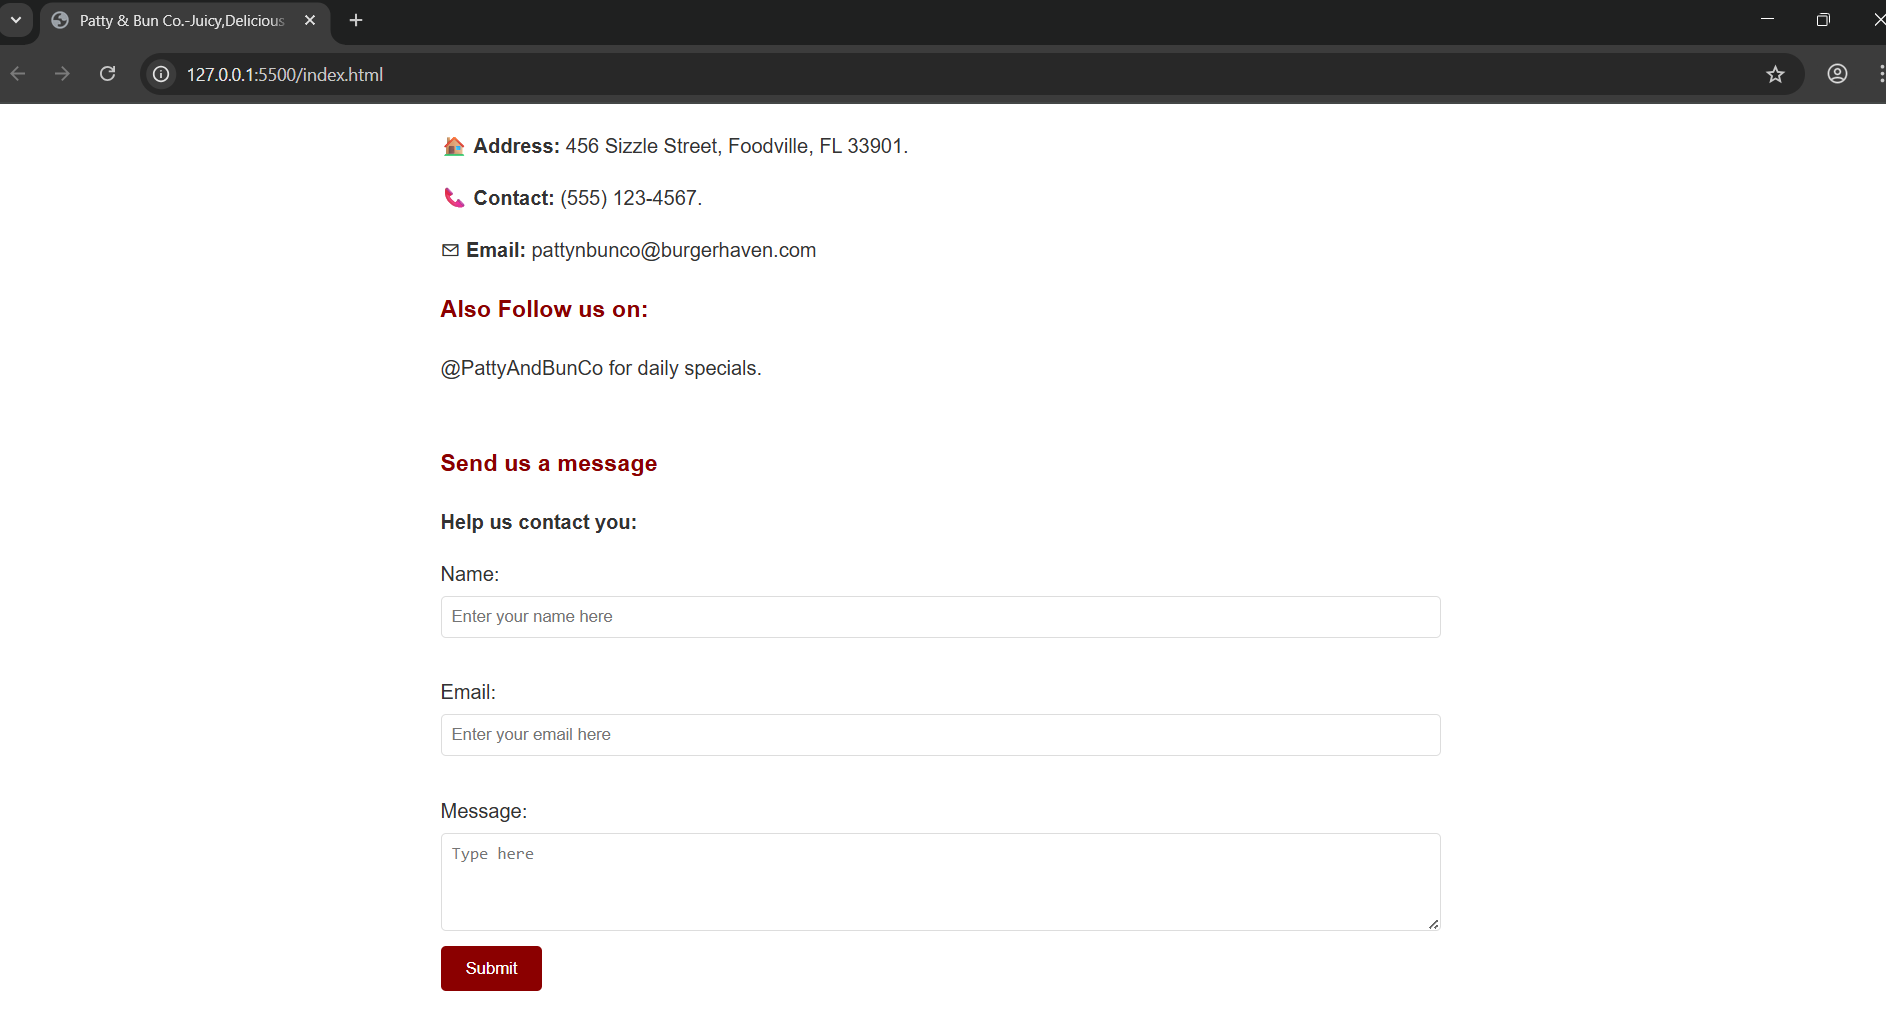 Patty & Bun Co.-Juicy,Delicious
127.0.0.1:5500/index.html
🏠 Address: 456 Sizzle Street, Foodville, FL 33901.
📞 Contact: (555) 123-4567.
✉ Email: pattynbunco@burgerhaven.com
Also Follow us on:
@PattyAndBunCo for daily specials.
Send us a message
Help us contact you:
Name:
Enter your name here
Email:
Enter your email here
Message:
Type here
Submit